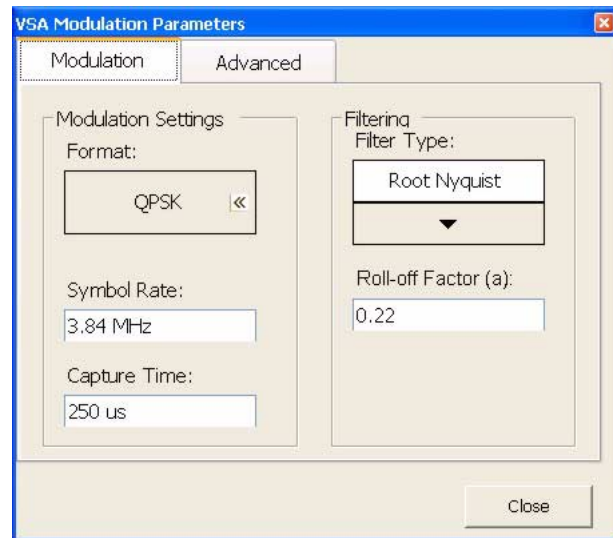 VSA Modulation Parameters
Modulation
Advanced
Modulation Settings
Format:
QPSK
Symbol Rate:
3.84 MHz
Capture Time:
250 us
Filtering
Filter Type:
Root Nyquist
Roll-off Factor (a):
0.22
Close